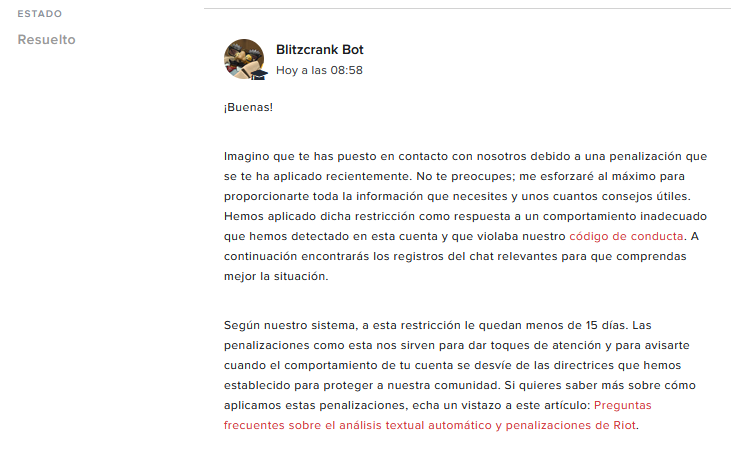 ESTADO
Resuelto
Blitzcrank Bot
Hoy a las 08:58
¡Buenas!
Imagino que te has puesto en contacto con nosotros debido a una penalización que
se te ha aplicado recientemente. No te preocupes; me esforzaré al máximo para
proporcionarte toda la información que necesites y unos cuantos consejos útiles.
Hemos aplicado dicha restricción como respuesta a un comportamiento inadecuado
que hemos detectado en esta cuenta y que violaba nuestro código de conducta. A
continuación encontrarás los registros del chat relevantes para que comprendas
mejor la situación.
Según nuestro sistema, a esta restricción le quedan menos de 15 días. Las
penalizaciones como esta nos sirven para dar toques de atención y para avisarte
cuando el comportamiento de tu cuenta se desvíe de las directrices que hemos
establecido para proteger a nuestra comunidad. Si quieres saber más sobre cómo
aplicamos estas penalizaciones, echa un vistazo a este artículo: Preguntas
frecuentes sobre el análisis textual automático y penalizaciones de Riot.